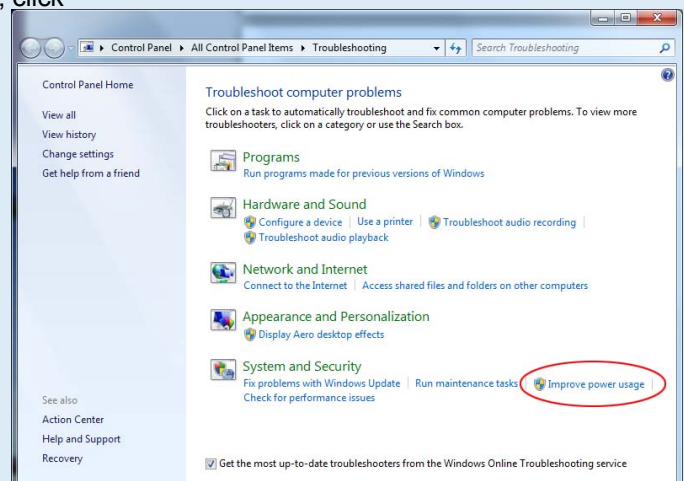 , click
Control Panel ▸ All Control Panel Items ▸ Troubleshooting
Search Troubleshooting
Control Panel Home
View all
View history
Change settings
Get help from a friend
See also
Action Center
Help and Support
Recovery
Troubleshoot computer problems
Click on a task to automatically troubleshoot and fix common computer problems. To view more
troubleshooters, click on a category or use the Search box.
Programs
Run programs made for previous versions of Windows
Hardware and Sound
Configure a device | Use a printer | Troubleshoot audio recording |
Troubleshoot audio playback
Network and Internet
Connect to the Internet | Access shared files and folders on other computers
Appearance and Personalization
Display Aero desktop effects
System and Security
Fix problems with Windows Update | Run maintenance tasks | Improve power usage |
Check for performance issues
Get the most up-to-date troubleshooters from the Windows Online Troubleshooting service